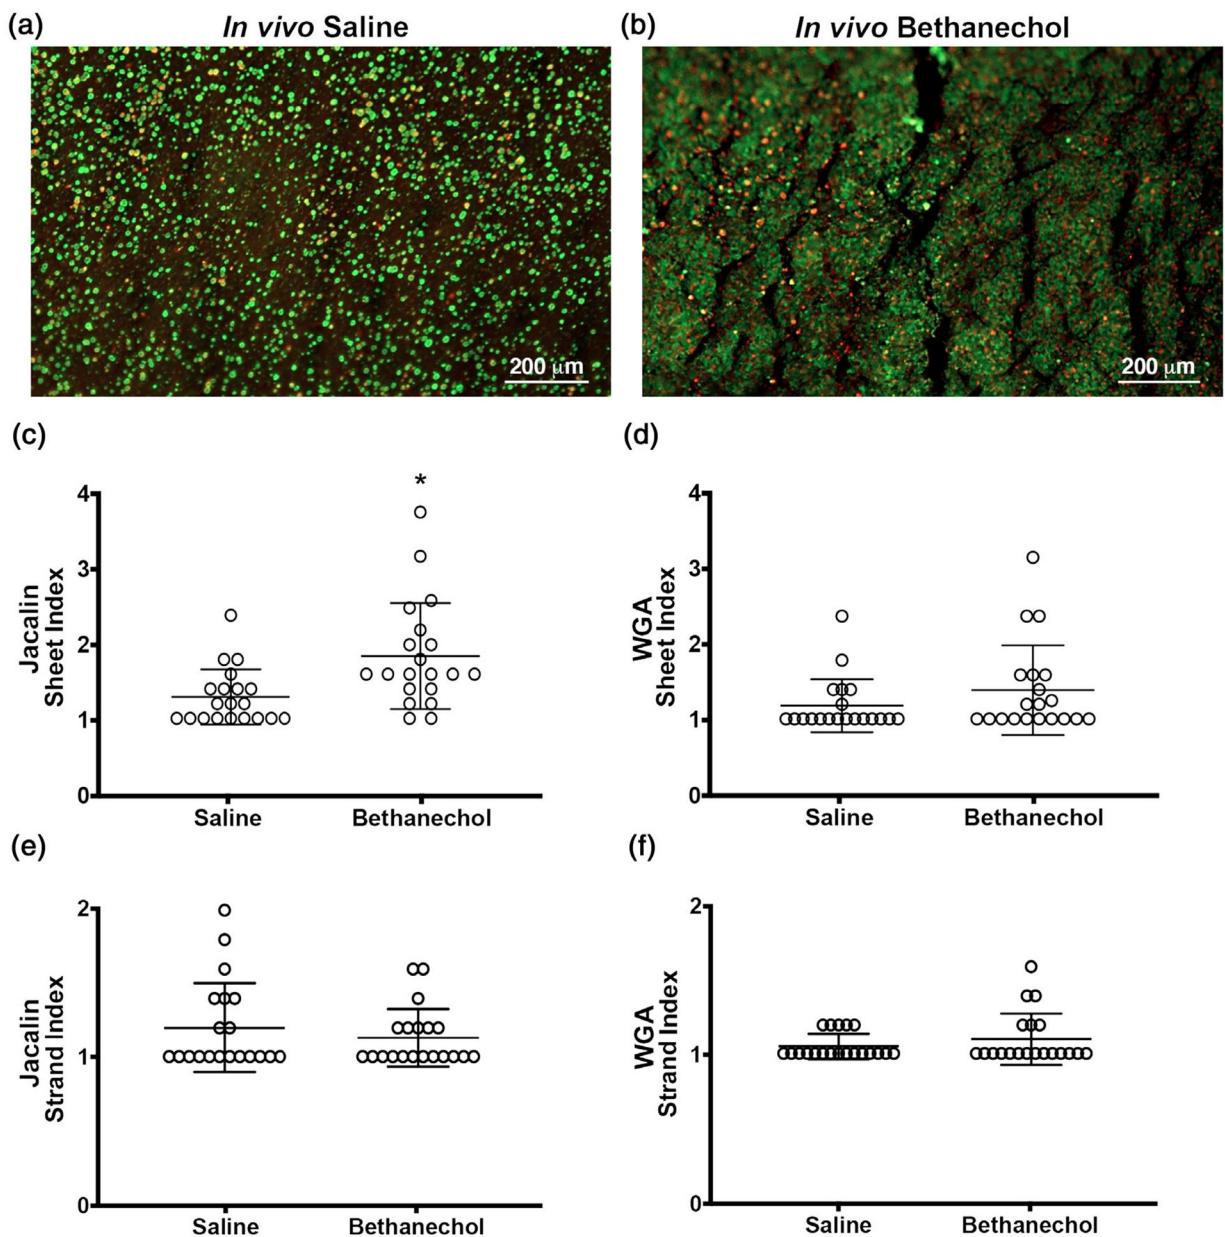 (a) In vivo Saline
(b) In vivo Bethanechol
200 μm
200 μm
(c)
Jacalin
Sheet Index
4
3
2
1
0
*
Saline
Bethanechol
(d)
WGA
Sheet Index
4
3
2
1
0
Saline
Bethanechol
(e)
Jacalin
Strand Index
2
1
0
Saline
Bethanechol
(f)
WGA
Strand Index
2
1
0
Saline
Bethanechol